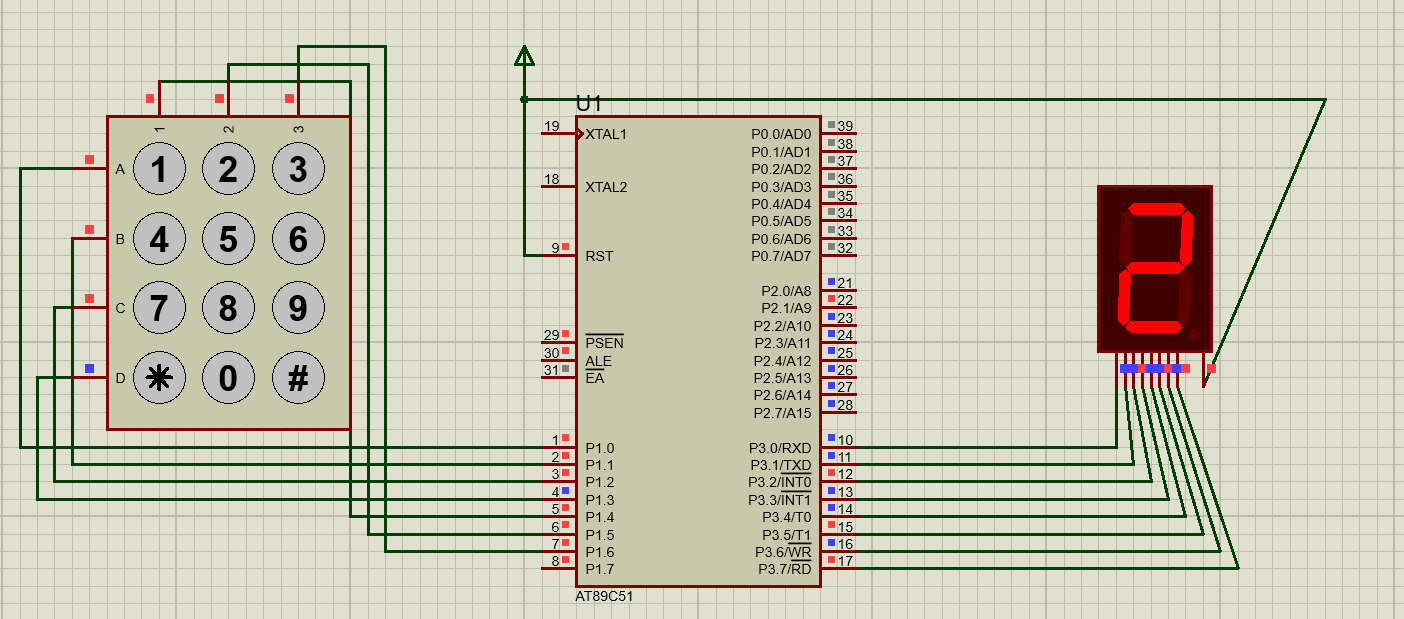 1 2 3
A 1 2 3
B 4 5 6
C 7 8 9
D * 0 #
U1
19 XTAL1
18 XTAL2
9 RST
29 PSEN
30 ALE
31 EA
1 P1.0
2 P1.1
3 P1.2
4 P1.3
5 P1.4
6 P1.5
7 P1.6
8 P1.7
P0.0/AD0 39
P0.1/AD1 38
P0.2/AD2 37
P0.3/AD3 36
P0.4/AD4 35
P0.5/AD5 34
P0.6/AD6 33
P0.7/AD7 32
P2.0/A8 21
P2.1/A9 22
P2.2/A10 23
P2.3/A11 24
P2.4/A12 25
P2.5/A13 26
P2.6/A14 27
P2.7/A15 28
P3.0/RXD 10
P3.1/TXD 11
P3.2/INT0 12
P3.3/INT1 13
P3.4/T0 14
P3.5/T1 15
P3.6/WR 16
P3.7/RD 17
AT89C51
2